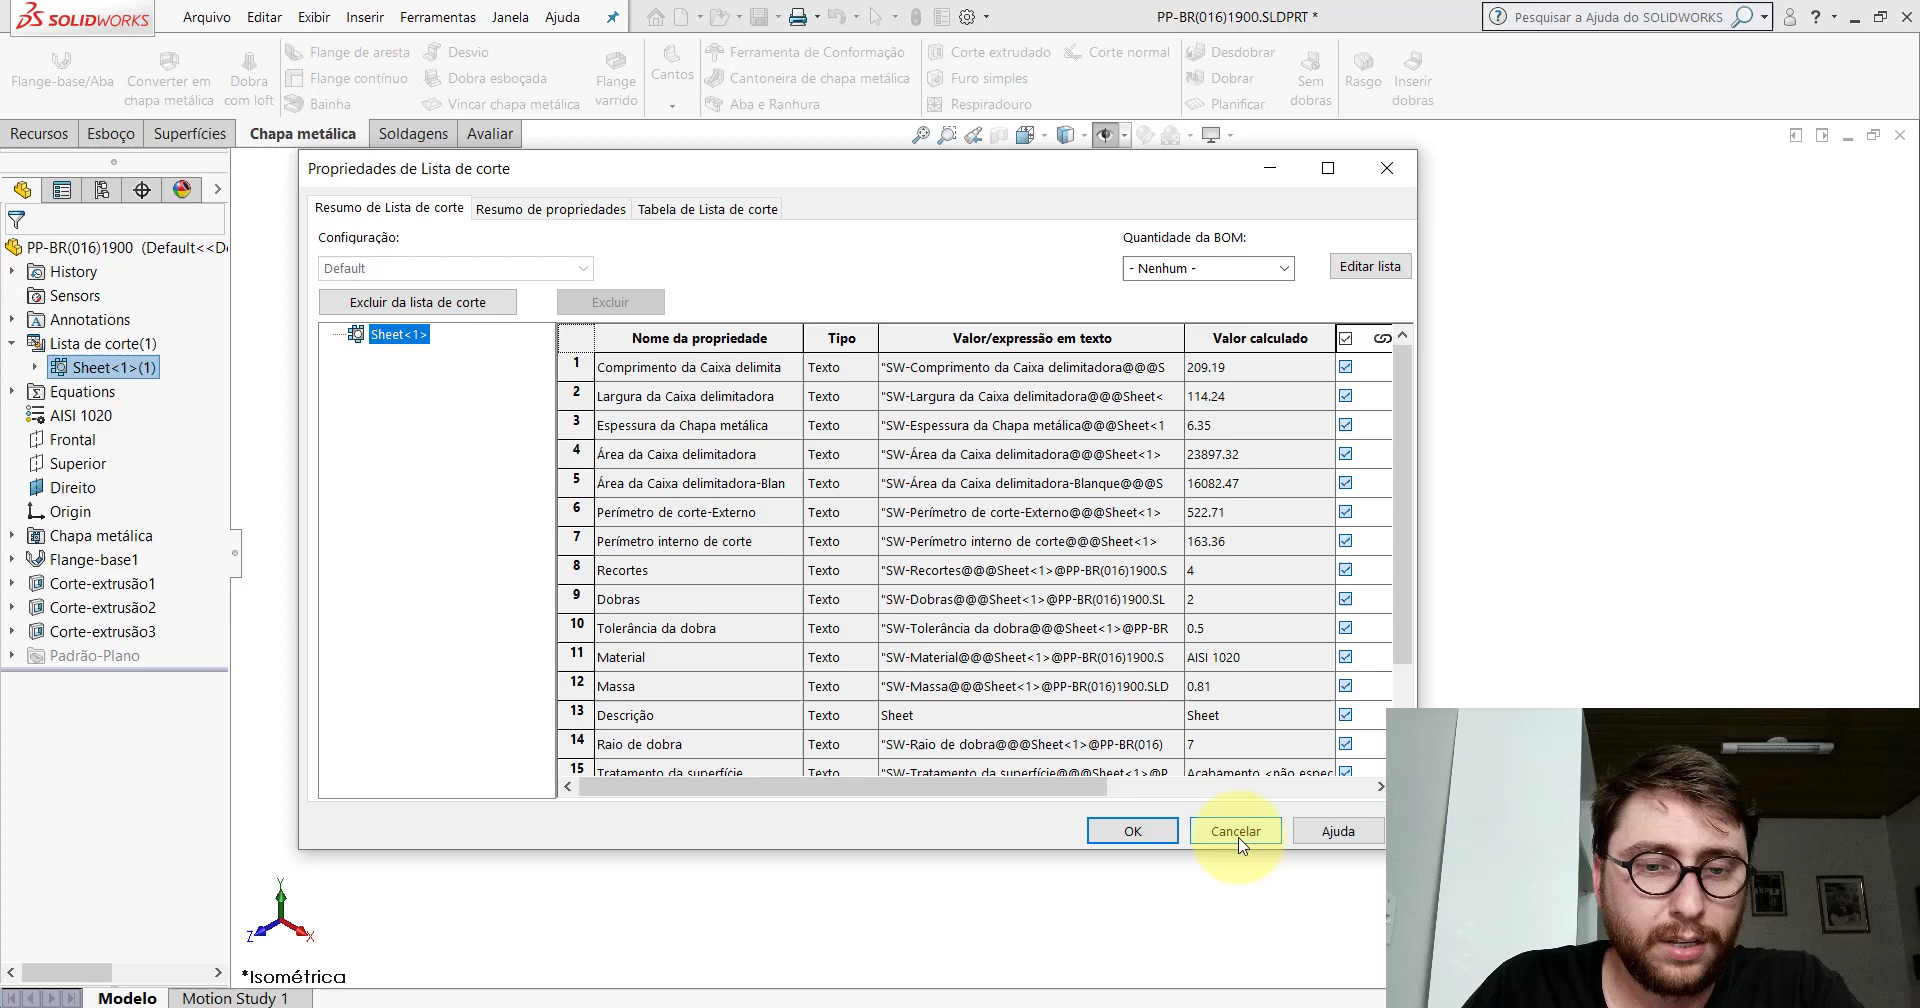 SOLIDWORKS
Arquivo Editar Exibir Inserir Ferramentas Janela Ajuda
PP-BR(016)1900.SLDPRT *
Pesquisar a Ajuda do SOLIDWORKS
Flange-base/Aba
Converter em chapa metálica
Dobra com loft
Flange de aresta
Flange contínuo
Bainha
Desvio
Dobra esboçada
Vincar chapa metálica
Flange varrido
Cantos
Ferramenta de Conformação
Cantoneira de chapa metálica
Aba e Ranhura
Corte extrudado
Furo simples
Respiradouro
Corte normal
Desdobrar
Dobrar
Planificar
Sem dobras
Rasgo
Inserir dobras
Recursos Esboço Superfícies Chapa metálica Soldagens Avaliar
PP-BR(016)1900 (Default<<De
History
Sensors
Annotations
Lista de corte(1)
Sheet<1>(1)
Equations
AISI 1020
Frontal
Superior
Direito
Origin
Chapa metálica
Flange-base1
Corte-extrusão1
Corte-extrusão2
Corte-extrusão3
Padrão-Plano
Propriedades de Lista de corte
Resumo de Lista de corte Resumo de propriedades Tabela de Lista de corte
Configuração:
Default
Quantidade da BOM:
- Nenhum -
Editar lista
Excluir da lista de corte
Excluir
Sheet<1>
Nome da propriedade Tipo Valor/expressão em texto Valor calculado
1 Comprimento da Caixa delimita Texto "SW-Comprimento da Caixa delimitadora@@@S 209.19
2 Largura da Caixa delimitadora Texto "SW-Largura da Caixa delimitadora@@@Sheet< 114.24
3 Espessura da Chapa metálica Texto "SW-Espessura da Chapa metálica@@@Sheet<1 6.35
4 Área da Caixa delimitadora Texto "SW-Área da Caixa delimitadora@@@Sheet<1> 23897.32
5 Área da Caixa delimitadora-Blan Texto "SW-Área da Caixa delimitadora-Blanque@@@S 16082.47
6 Perímetro de corte-Externo Texto "SW-Perímetro de corte-Externo@@@Sheet<1> 522.71
7 Perímetro interno de corte Texto "SW-Perímetro interno de corte@@@Sheet<1> 163.36
8 Recortes Texto "SW-Recortes@@@Sheet<1>@PP-BR(016)1900.S 4
9 Dobras Texto "SW-Dobras@@@Sheet<1>@PP-BR(016)1900.SL 2
10 Tolerância da dobra Texto "SW-Tolerância da dobra@@@Sheet<1>@PP-BR 0.5
11 Material Texto "SW-Material@@@Sheet<1>@PP-BR(016)1900.S AISI 1020
12 Massa Texto "SW-Massa@@@Sheet<1>@PP-BR(016)1900.SLD 0.81
13 Descrição Texto Sheet Sheet
14 Raio de dobra Texto "SW-Raio de dobra@@@Sheet<1>@PP-BR(016) 7
15 Tratamento da superfície Texto "SW-Tratamento da superfície@@@Sheet<1>@P Acabamento <não espec
OK Cancelar Ajuda
Y
Z
X
*Isométrica
Modelo Motion Study 1